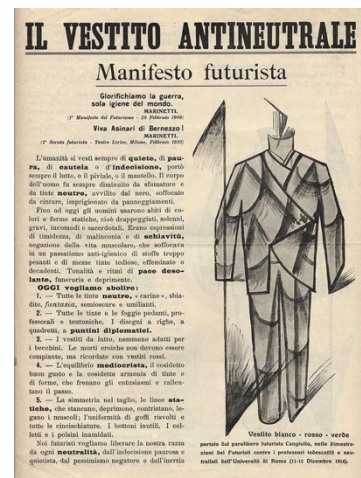 IL VESTITO ANTINEUTRALE
Manifesto futurista
Glorifichiamo la guerra,
sola igiene del mondo.
MARINETTI.
(1° Manifesto del Futurismo - 20 Febbraio 1909)
Viva Asinari di Bernezzo!
MARINETTI.
(1ª Serata futurista - Teatro Lirico, Milano, Febbraio 1910)
L'umanità si vestì sempre di quiete, di pau-
ra, di cautela o d'indecisione, portò
sempre il lutto, o il piviale, o il mantello. Il corpo
dell'uomo fu sempre diminuito da sfumature e
da tinte neutre, avvilito dal nero, soffocato
da cinture, imprigionato da panneggiamenti.
Fino ad oggi gli uomini usarono abiti di co-
lori e forme statiche, cioè drappeggiati, solenni,
gravi, incomodi e sacerdotali. Erano espressioni
di timidezza, di malinconia e di schiavitù,
negazione della vita muscolare, che soffocava
in un passatismo anti-igienico di stoffe troppo
pesanti e di mezze tinte tediose, effeminate o
decadenti. Tonalità e ritmi di pace deso-
lante, funeraria e deprimente.
OGGI vogliamo abolire:
1. — Tutte le tinte neutre, « carine », sbia-
dite, fantasia, semioscure e umilianti.
2. — Tutte le tinte e le foggie pedanti, pro-
fessorali e teutoniche. I disegni a righe, a
quadretti, a puntini diplomatici.
3. — I vestiti da lutto, nemmeno adatti per
i becchini. Le morti eroiche non devono essere
compiante, ma ricordate con vestiti rossi.
4. — L'equilibrio mediocrista, il cosidetto
buon gusto e la cosidetta armonia di tinte e
di forme, che frenano gli entusiasmi e rallen-
tano il passo.
5. — La simmetria nel taglio, le linee sta-
tiche, che stancano, deprimono, contristano, le-
gano i muscoli; l'uniformità di goffi risvolti e
tutte le cincischiature. I bottoni inutili. I col-
letti e i polsini inamidati.
Noi futuristi vogliamo liberare la nostra razza
da ogni neutralità, dall'indecisione paurosa e
quietista, dal pessimismo negatore e dall'inerzia
Vestito bianco - rosso - verde
portato dal parolibero futurista Cangiullo, nelle dimostra-
zioni dei Futuristi contro i professori tedescofili e neu-
tralisti dell'Università di Roma (11-12 Dicembre 1914).